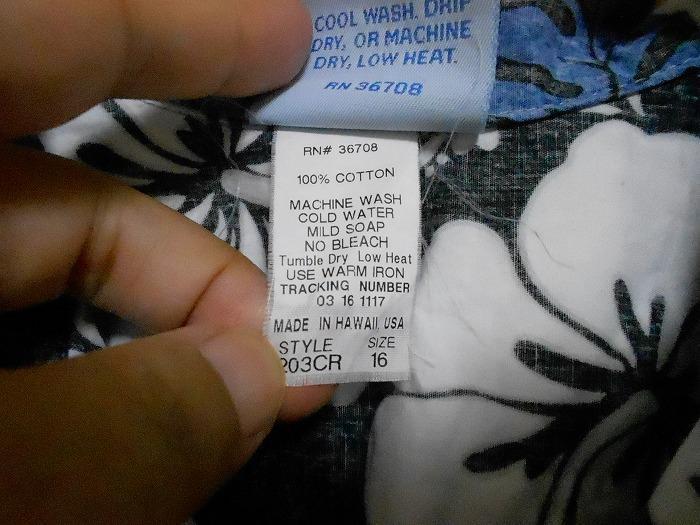 COOL WASH. DRIP
DRY, OR MACHINE
DRY, LOW HEAT.
RN 36708
RN# 36708
100% COTTON
MACHINE WASH
COLD WATER
MILD SOAP
NO BLEACH
Tumble Dry Low Heat
USE WARM IRON
TRACKING NUMBER
03 16 1117
MADE IN HAWAII, USA
STYLE SIZE
203CR 16